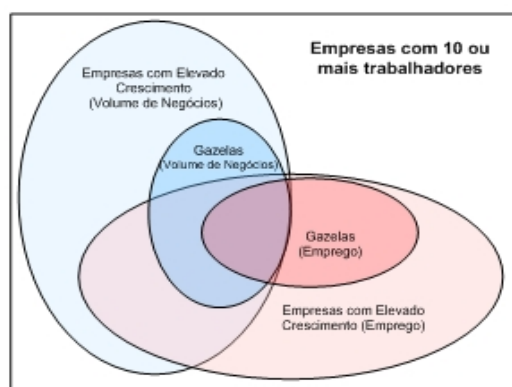 Empresas com 10 ou
mais trabalhadores
Empresas com Elevado
Crescimento
(Volume de Negócios)
Gazelas
(Volume de Negócios)
Gazelas
(Emprego)
Empresas com Elevado
Crescimento (Emprego)